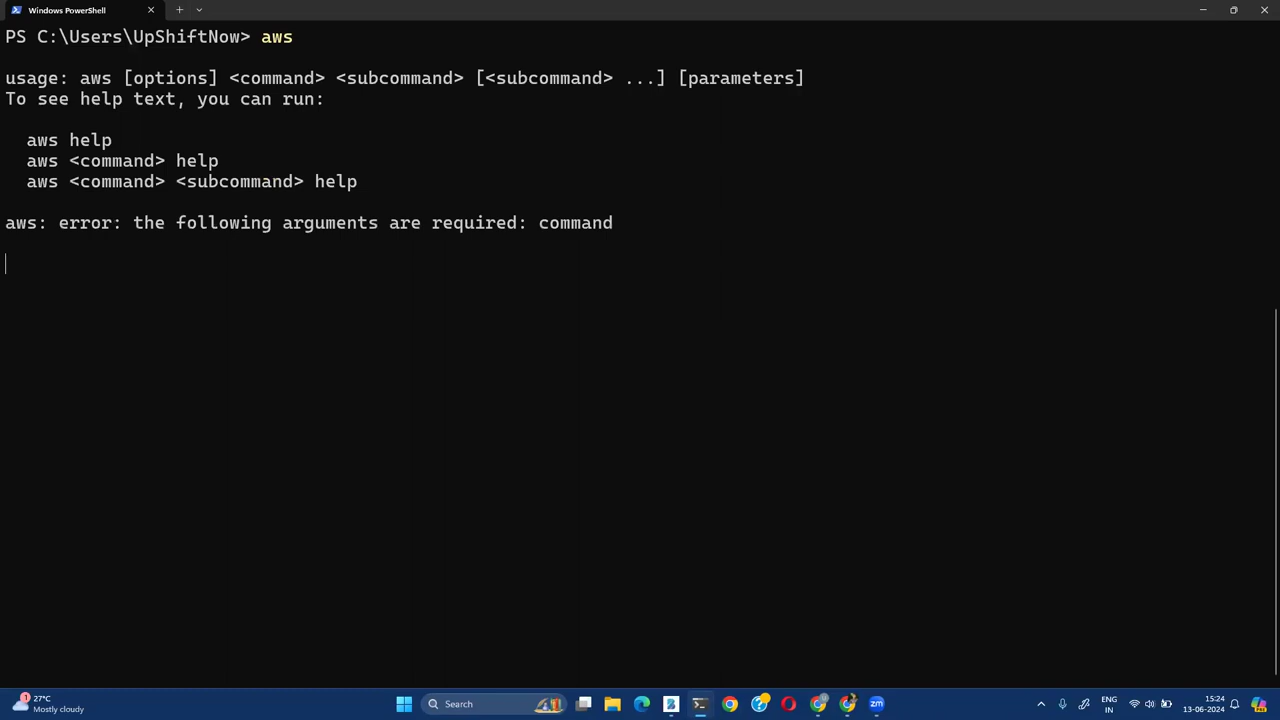 Windows PowerShell
PS C:\Users\UpShiftNow> aws
usage: aws [options] <command> <subcommand> [<subcommand> ...] [parameters]
To see help text, you can run:
aws help
aws <command> help
aws <command> <subcommand> help
aws: error: the following arguments are required: command
1
27°C
Mostly cloudy
Search
zm
ENG
IN
15:24
13-06-2024